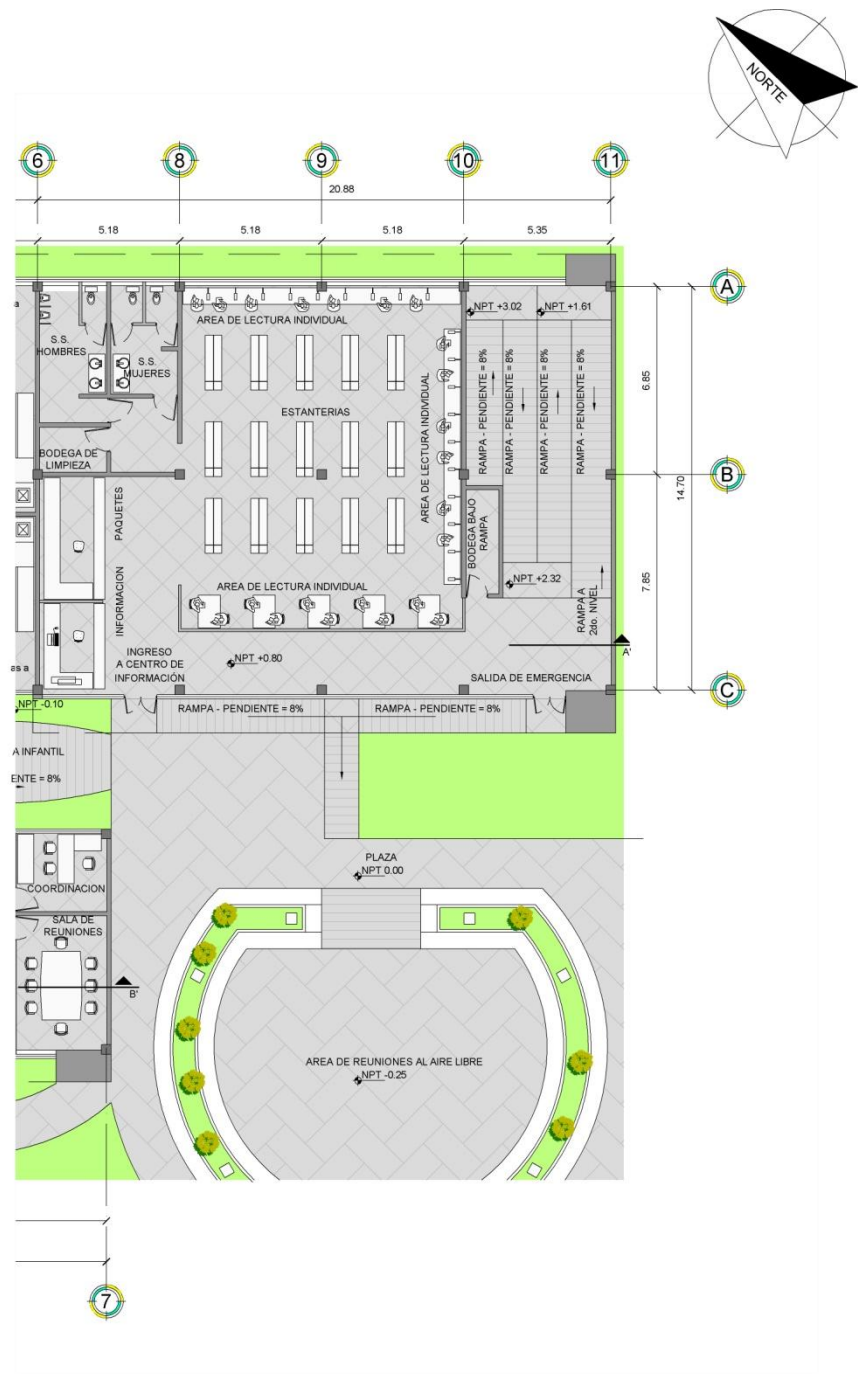 NORTE
6
8
9
10
11
20.88
5.18
5.18
5.18
5.35
A
NPT +3.02
NPT +1.61
AREA DE LECTURA INDIVIDUAL
S.S.
HOMBRES
S.S.
MUJERES
RAMPA - PENDIENTE = 8%
RAMPA - PENDIENTE = 8%
RAMPA - PENDIENTE = 8%
RAMPA - PENDIENTE = 8%
6.85
ESTANTERIAS
AREA DE LECTURA INDIVIDUAL
BODEGA DE
LIMPIEZA
B
14.70
PAQUETES
BODEGA BAJO
RAMPA
7.85
INFORMACION
AREA DE LECTURA INDIVIDUAL
NPT +2.32
RAMPA A
2do. NIVEL
INGRESO
A CENTRO DE
INFORMACIÓN
NPT +0.80
A'
as a
SALIDA DE EMERGENCIA
C
NPT -0.10
RAMPA - PENDIENTE = 8%
RAMPA - PENDIENTE = 8%
A INFANTIL
ENTE = 8%
PLAZA
NPT 0.00
COORDINACION
SALA DE
REUNIONES
B'
AREA DE REUNIONES AL AIRE LIBRE
NPT -0.25
7